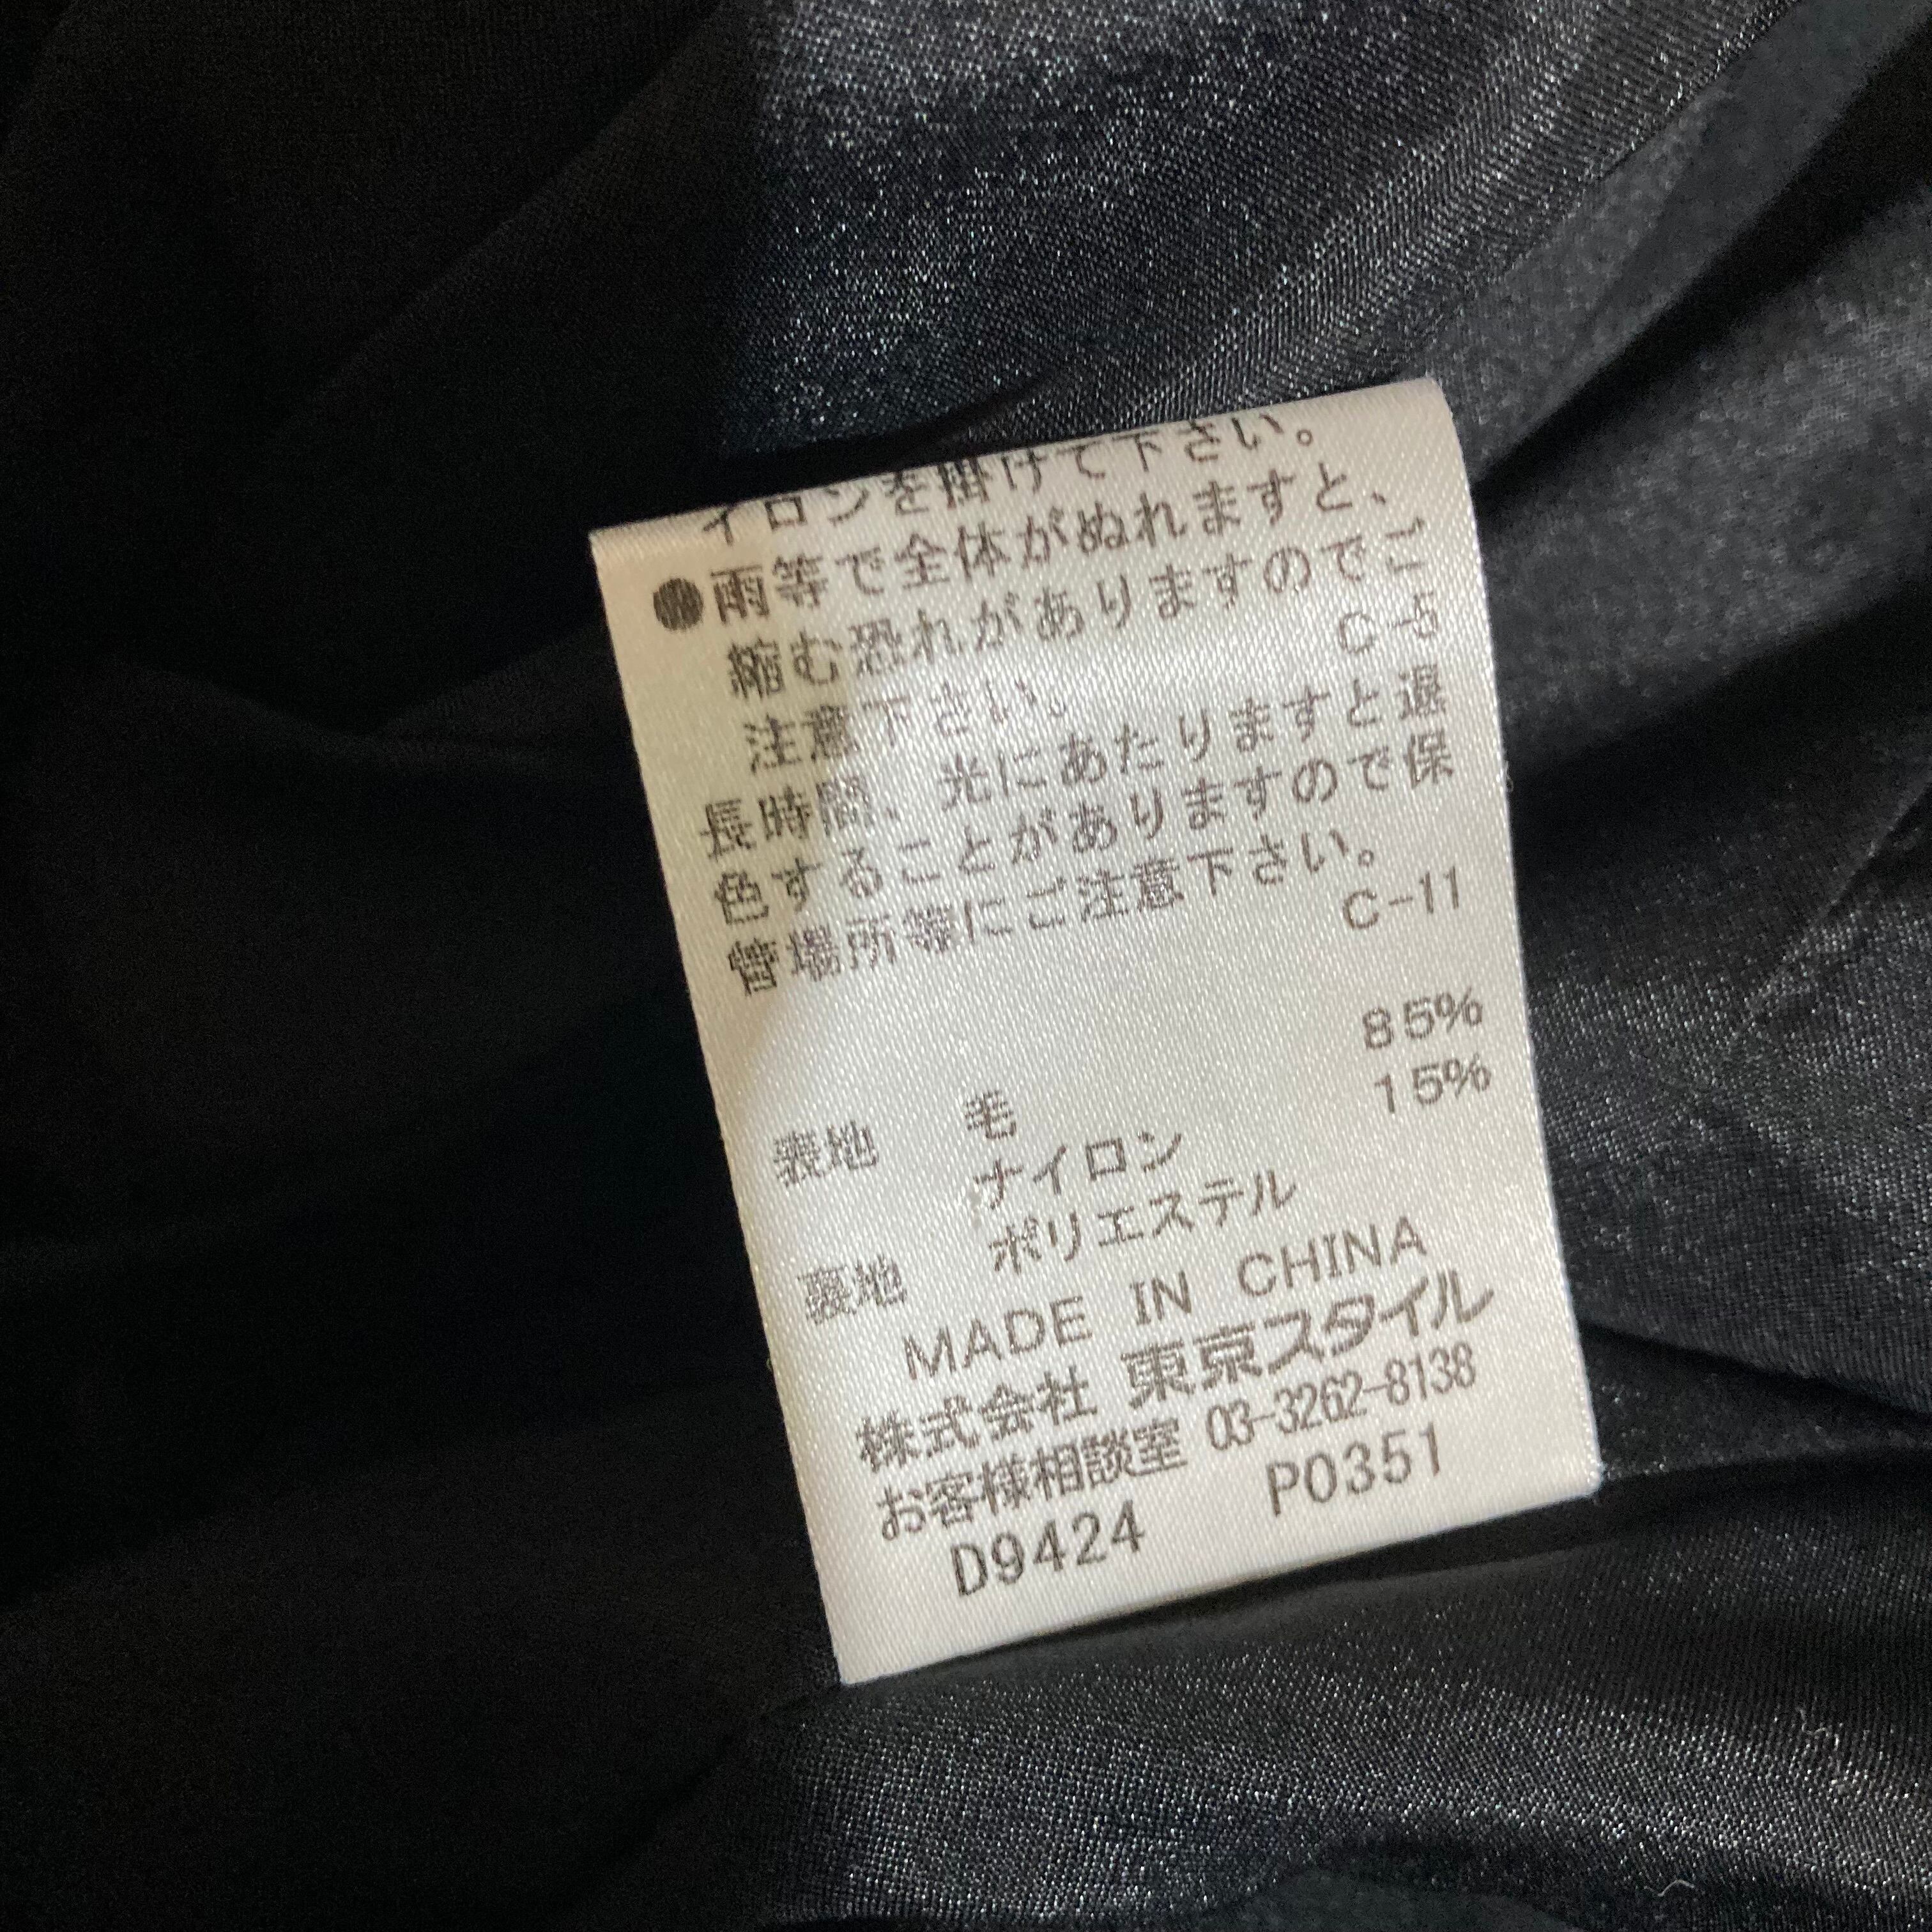 イロンを掛けて下さい。
●雨等で全体がぬれますと、
縮む恐れがありますのでご
注意下さい。 C-5
長時間、光にあたりますと退
色することがありますので保
管場所等にご注意下さい。
C-11
表地 毛 85%
ナイロン 15%
裏地 ポリエステル
MADE IN CHINA
株式会社 東京スタイル
お客様相談室 03-3262-8138
D9424 P0351